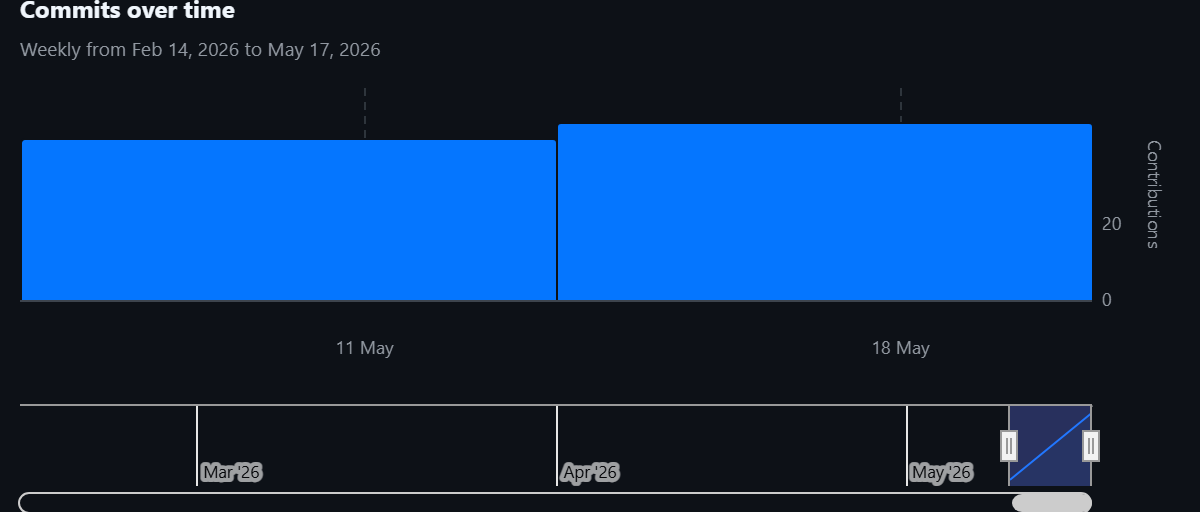 Commits over time
Weekly from Feb 14, 2026 to May 17, 2026
Contributions
20
0
11 May
18 May
Mar '26
Apr '26
May '26